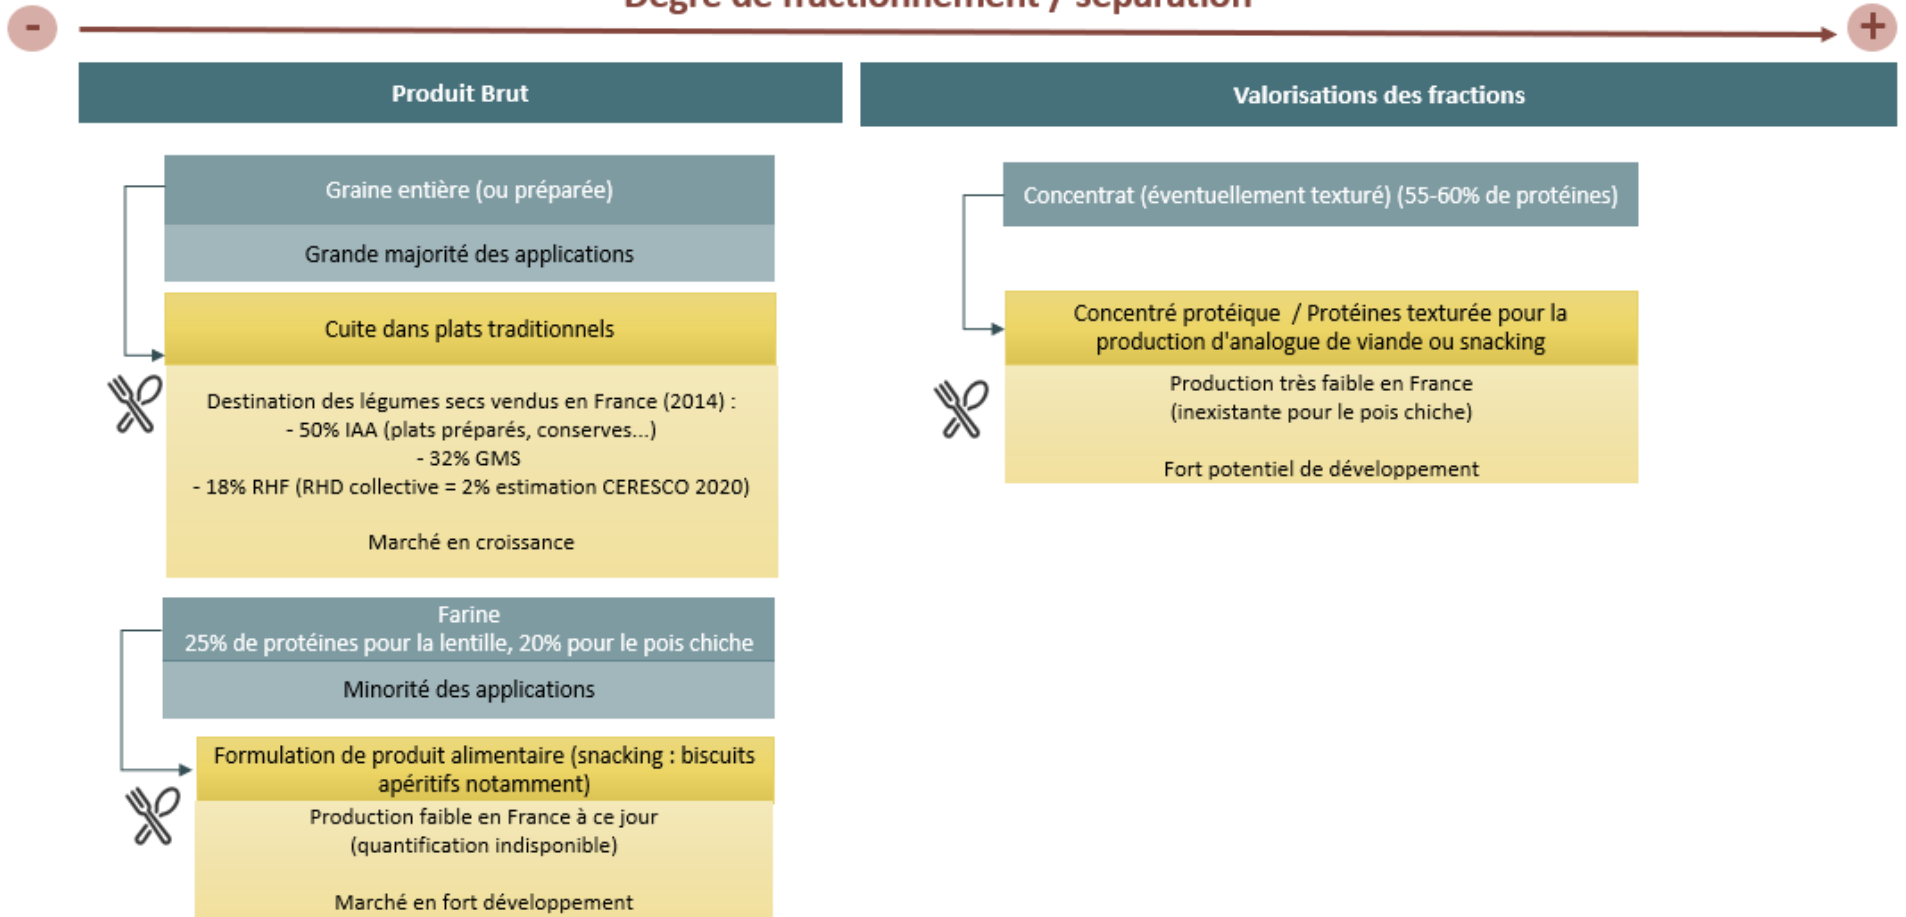 Degré de fractionnement / séparation
-
+
Produit Brut
Valorisations des fractions
Graine entière (ou préparée)
Grande majorité des applications
Cuite dans plats traditionnels
Destination des légumes secs vendus en France (2014) :
- 50% IAA (plats préparés, conserves...)
- 32% GMS
- 18% RHF (RHD collective = 2% estimation CERESCO 2020)
Marché en croissance
Farine
25% de protéines pour la lentille, 20% pour le pois chiche
Minorité des applications
Formulation de produit alimentaire (snacking : biscuits
apéritifs notamment)
Production faible en France à ce jour
(quantification indisponible)
Marché en fort développement
Concentrat (éventuellement texturé) (55-60% de protéines)
Concentré protéique / Protéines texturée pour la
production d'analogue de viande ou snacking
Production très faible en France
(inexistante pour le pois chiche)
Fort potentiel de développement